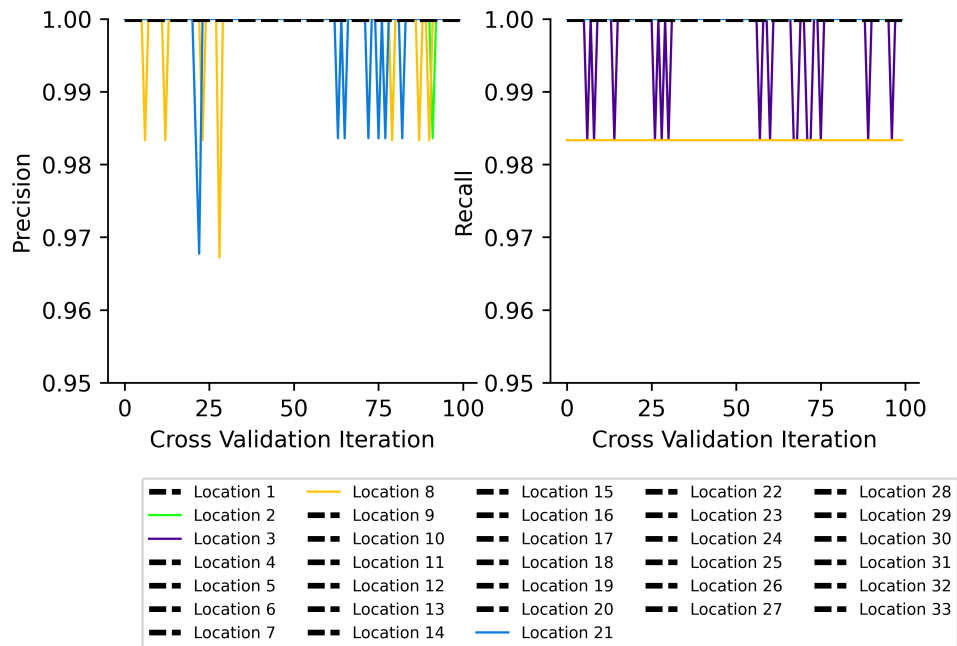 1.00
0.99
0.98
0.97
0.96
0.95
Precision
0 25 50 75 100
Cross Validation Iteration
1.00
0.99
0.98
0.97
0.96
0.95
Recall
0 25 50 75 100
Cross Validation Iteration
Location 1
Location 2
Location 3
Location 4
Location 5
Location 6
Location 7
Location 8
Location 9
Location 10
Location 11
Location 12
Location 13
Location 14
Location 15
Location 16
Location 17
Location 18
Location 19
Location 20
Location 21
Location 22
Location 23
Location 24
Location 25
Location 26
Location 27
Location 28
Location 29
Location 30
Location 31
Location 32
Location 33